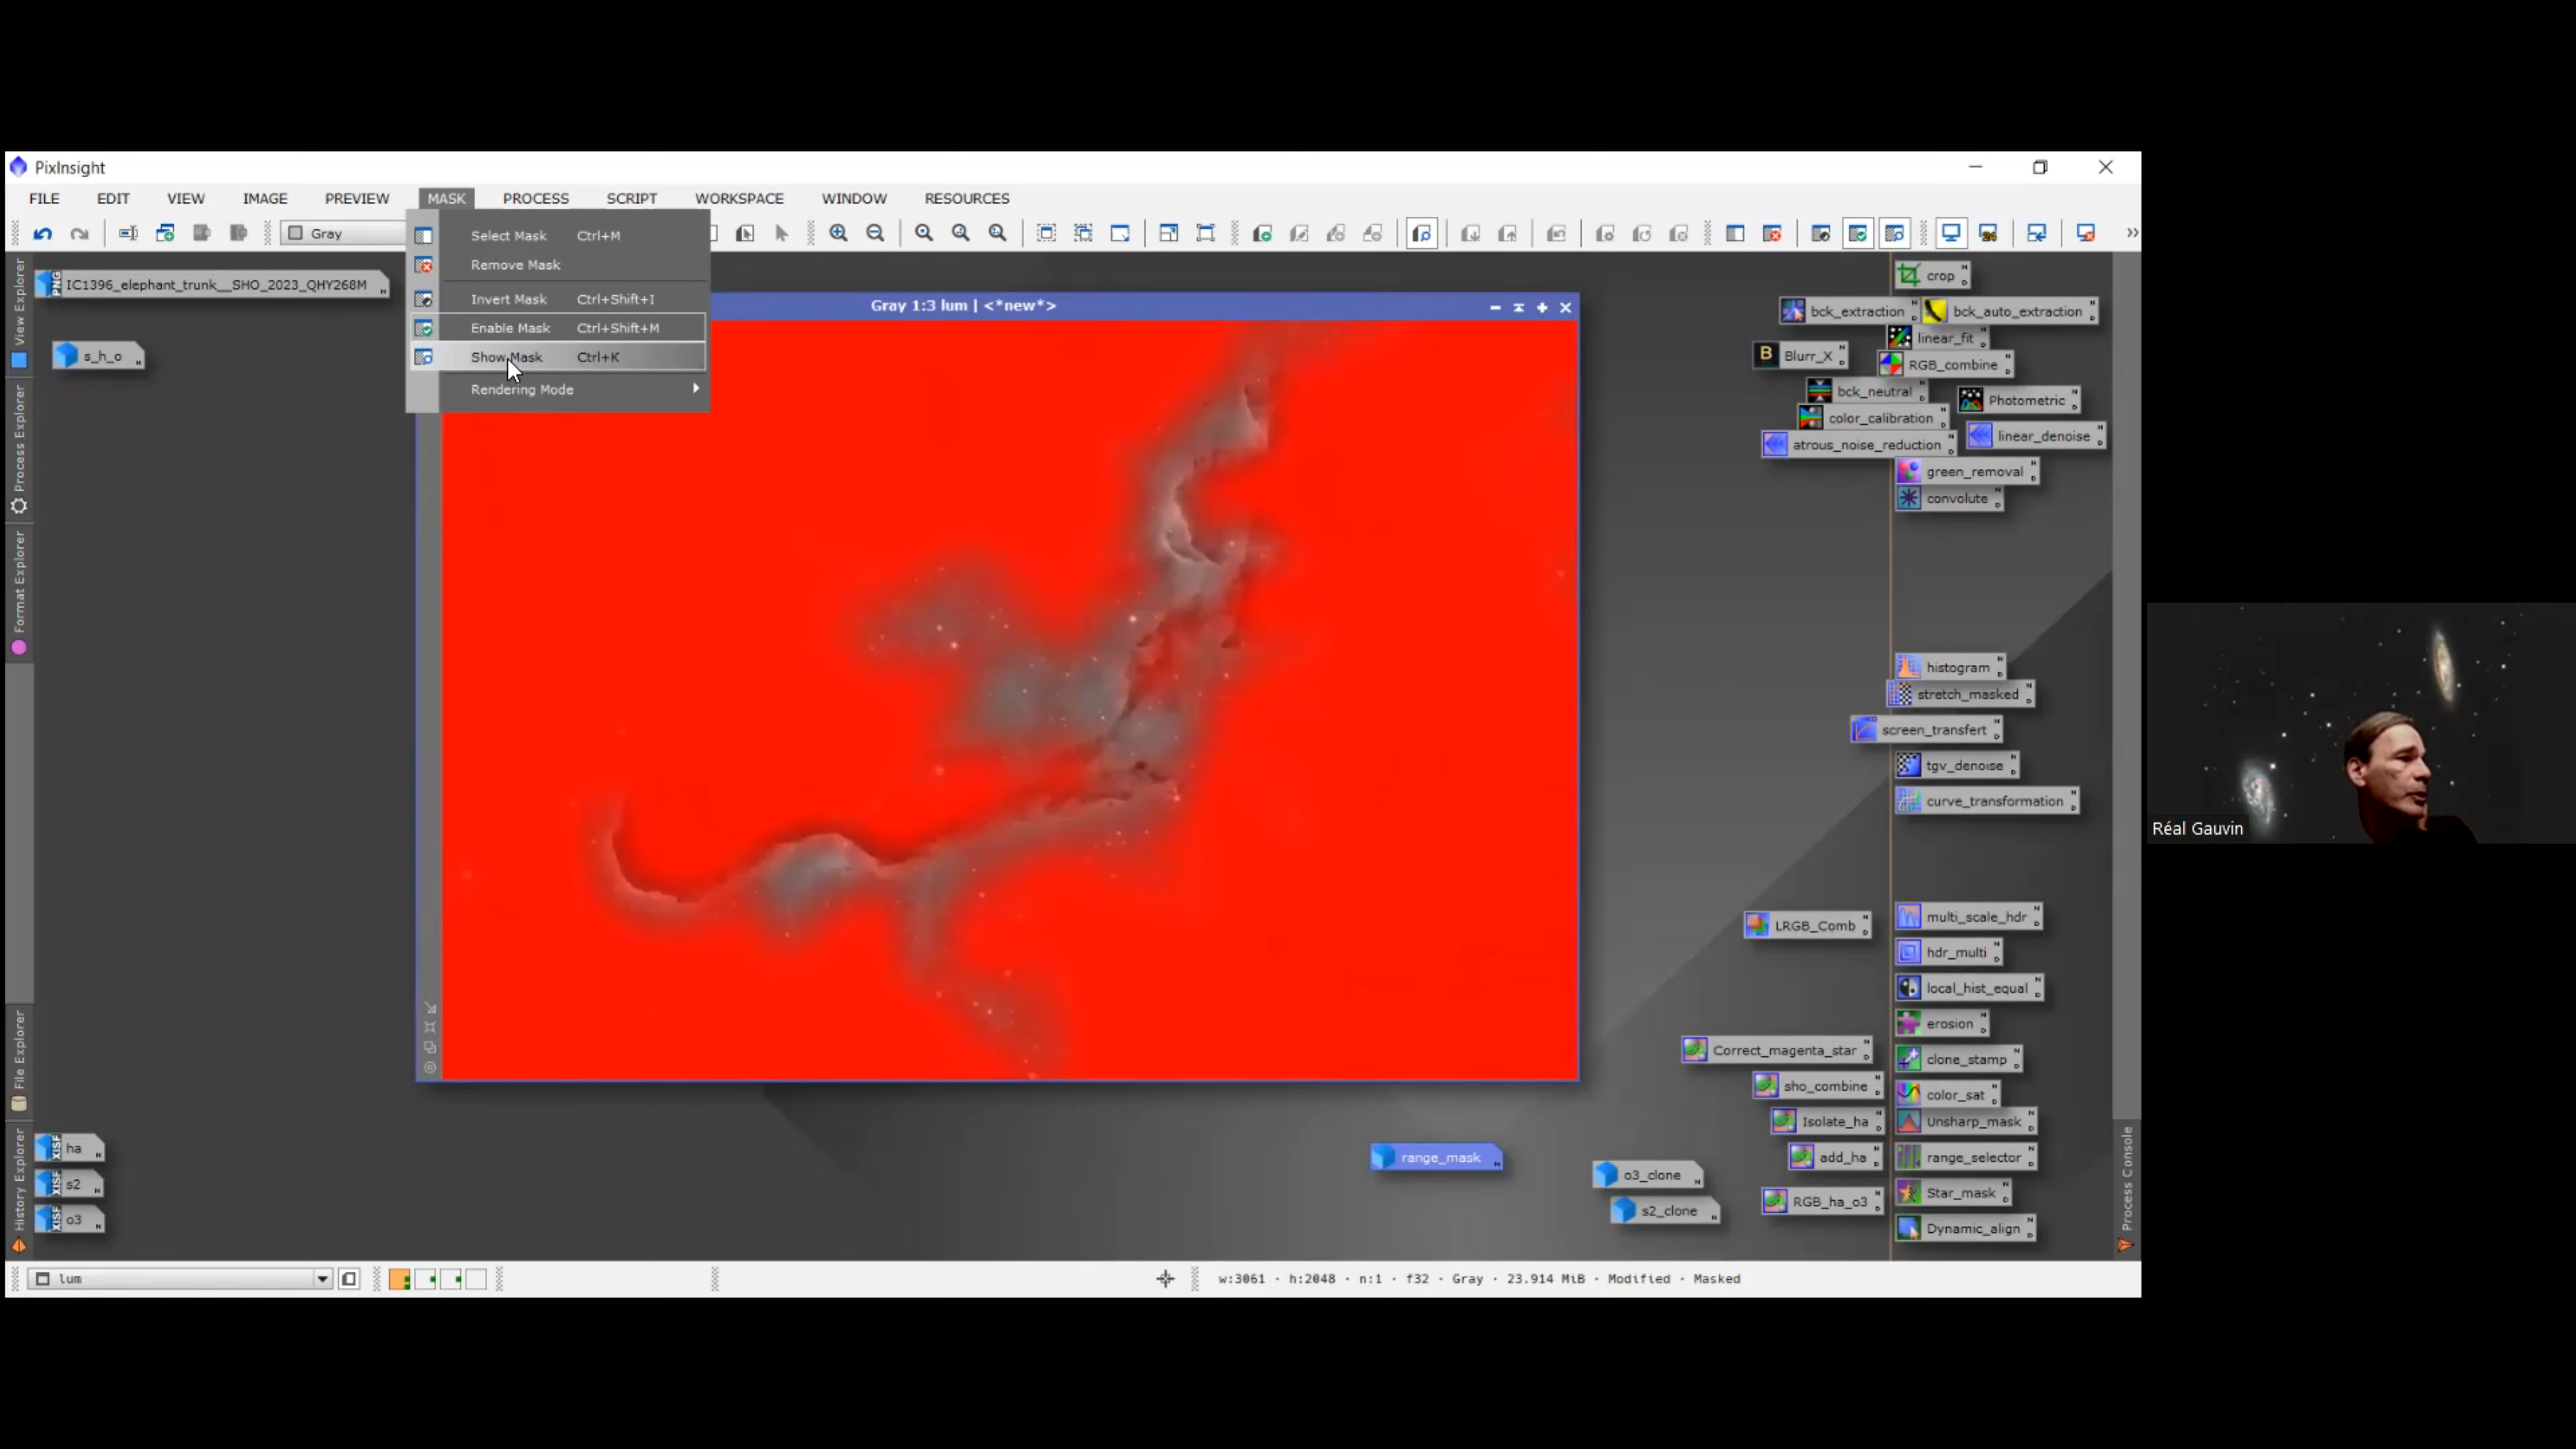 PixInsight
FILE EDIT VIEW IMAGE PREVIEW MASK PROCESS SCRIPT WORKSPACE WINDOW RESOURCES
Gray
Select Mask Ctrl+M
Remove Mask
Invert Mask Ctrl+Shift+I
Enable Mask Ctrl+Shift+M
Show Mask Ctrl+K
Rendering Mode
View Explorer
Process Explorer
Format Explorer
File Explorer
History Explorer
PNG IC1396_elephant_trunk__SHO_2023_QHY268M
s_h_o
Gray 1:3 lum | <*new*>
crop
bck_extraction
bck_auto_extraction
linear_fit
B Blurr_X
RGB_combine
bck_neutral
Photometric
color_calibration
linear_denoise
atrous_noise_reduction
green_removal
convolute
histogram
stretch_masked
screen_transfert
tgv_denoise
curve_transformation
multi_scale_hdr
LRGB_Comb
hdr_multi
local_hist_equal
erosion
Correct_magenta_star
clone_stamp
sho_combine
color_sat
Isolate_ha
Unsharp_mask
add_ha
range_selector
Star_mask
RGB_ha_o3
Dynamic_align
Process Console
XISF ha
XISF s2
XISF o3
range_mask
o3_clone
s2_clone
lum
w:3061 · h:2048 · n:1 · f32 · Gray · 23.914 MiB · Modified · Masked
Réal Gauvin